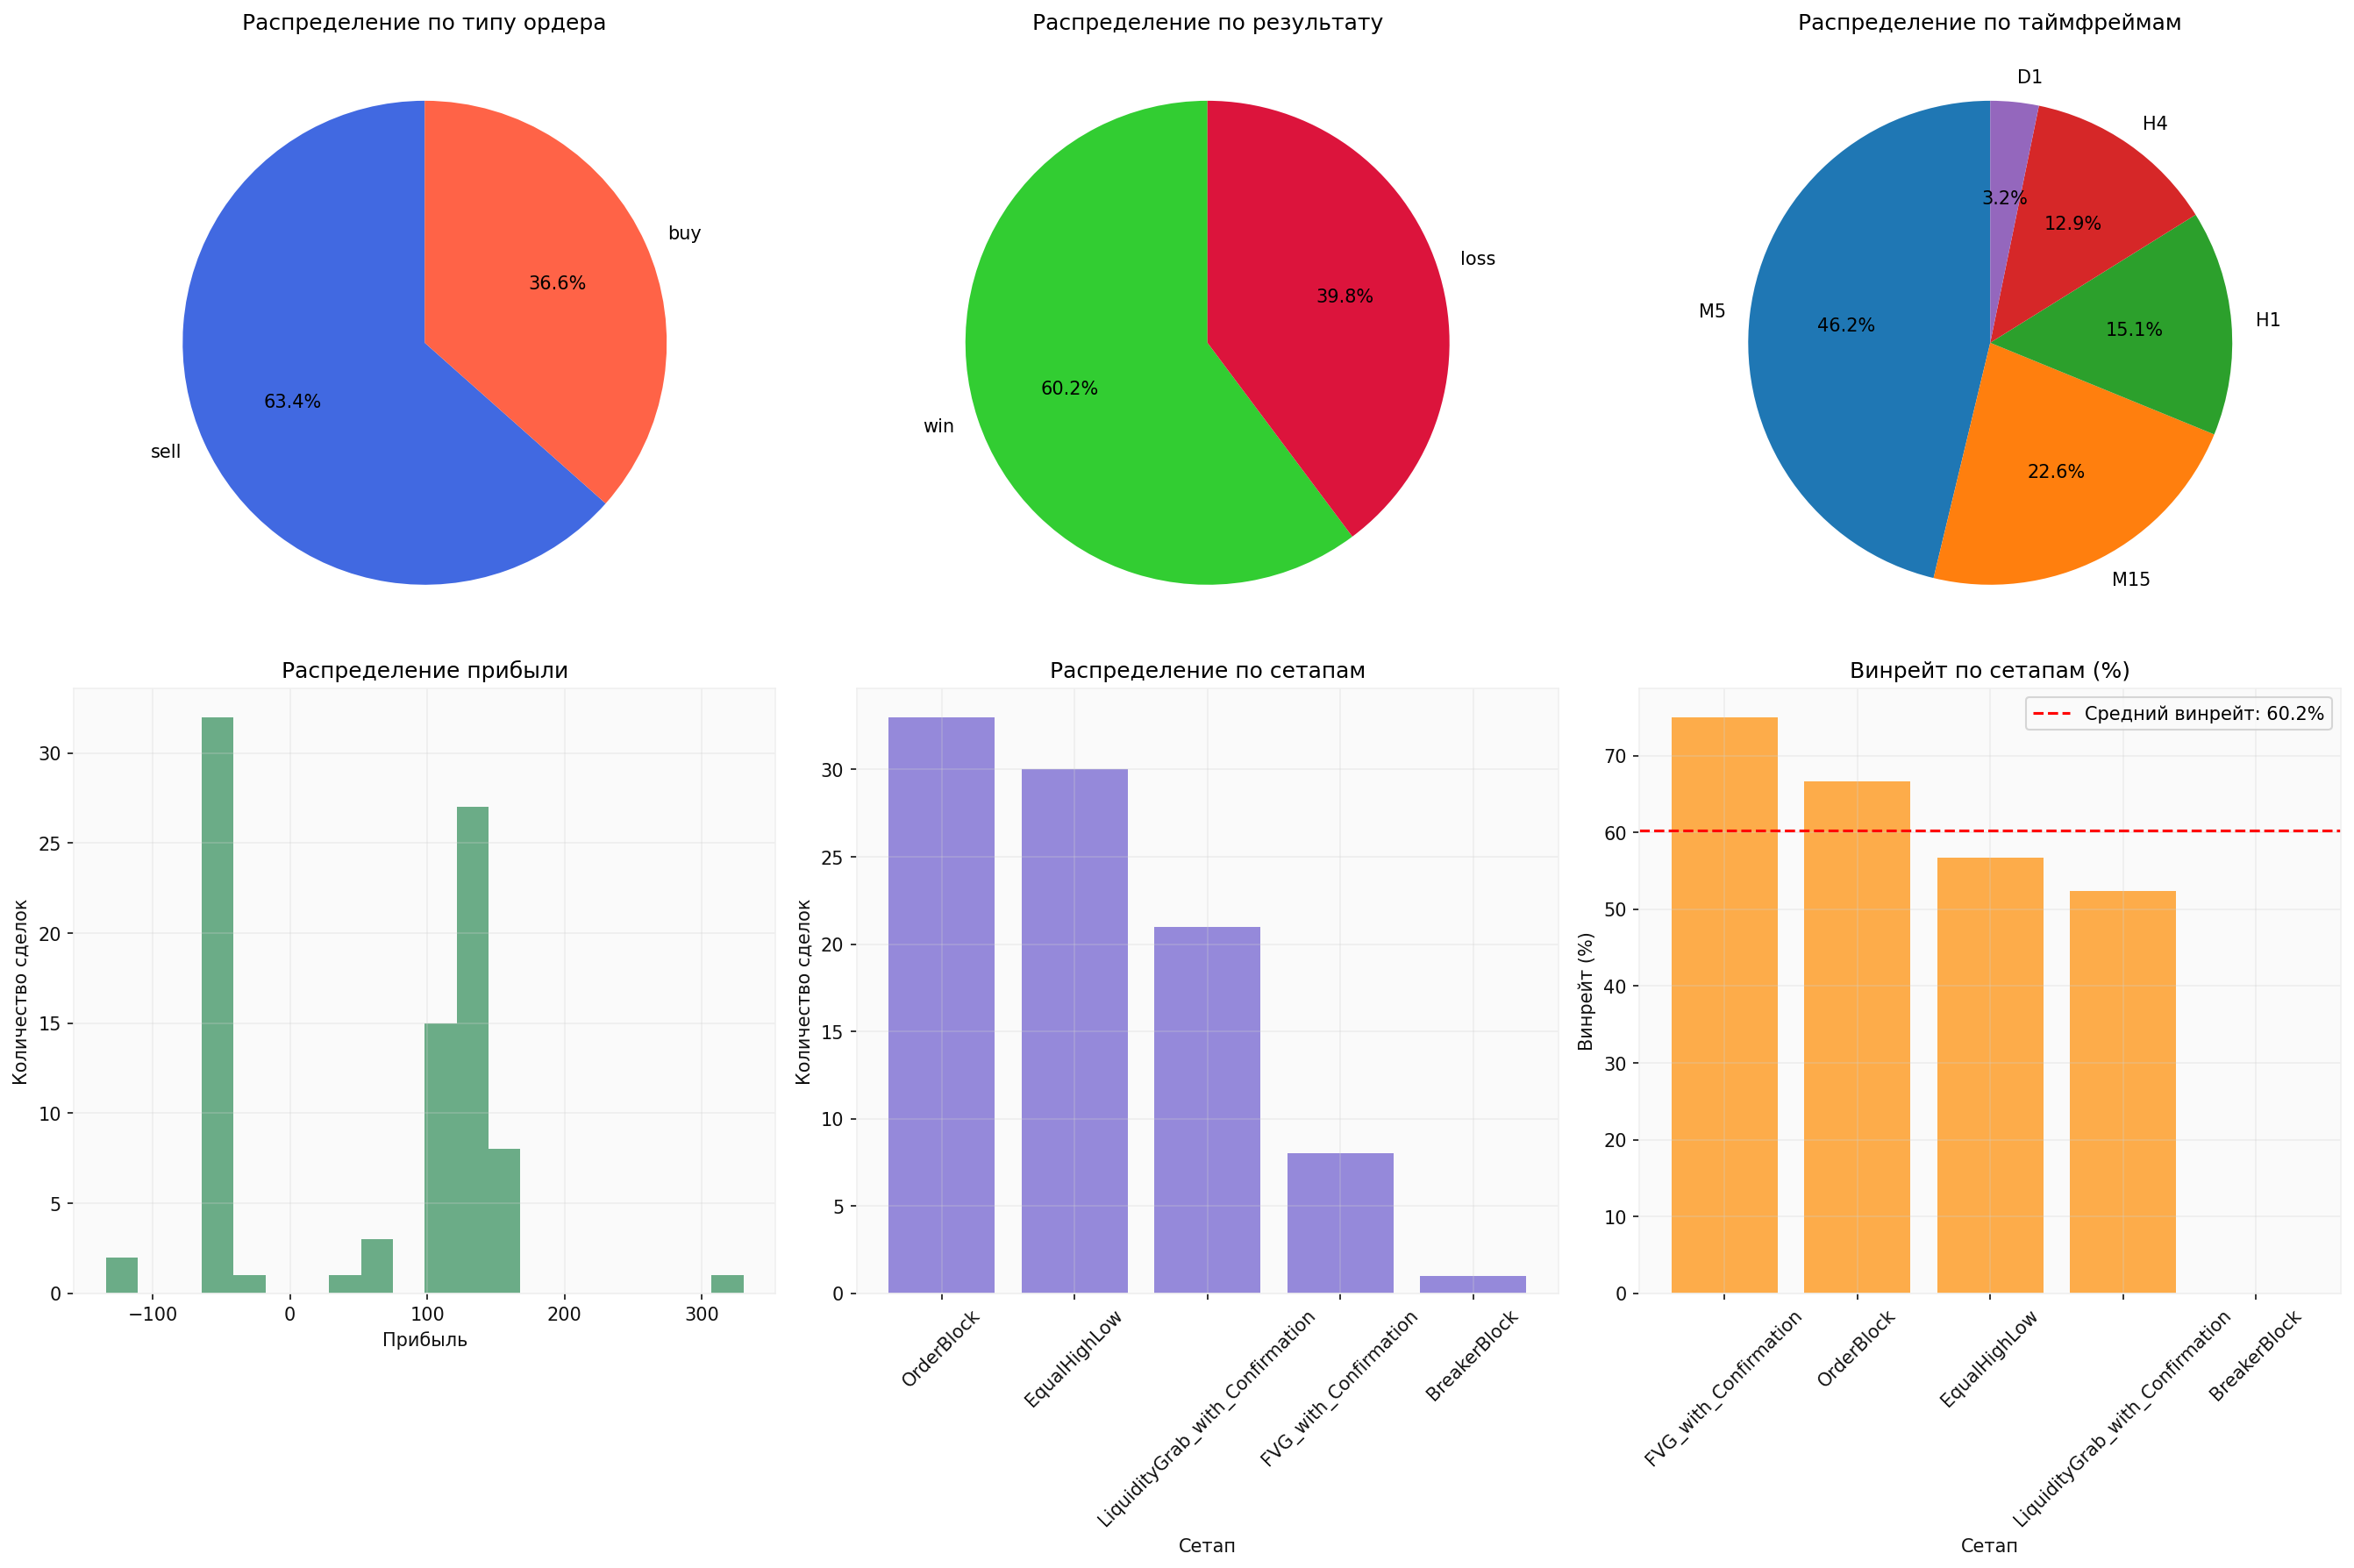 Распределение по типу ордера
buy
36.6%
63.4%
sell
Распределение по результату
loss
39.8%
60.2%
win
Распределение по таймфреймам
D1
H4
3.2%
12.9%
M5
46.2%
15.1%
H1
22.6%
M15
Распределение прибыли
Количество сделок
30
25
20
15
10
5
0
−100
0
100
200
300
Прибыль
Распределение по сетапам
Количество сделок
30
25
20
15
10
5
0
OrderBlock
EqualHighLow
LiquidityGrab_with_Confirmation
FVG_with_Confirmation
BreakerBlock
Сетап
Винрейт по сетапам (%)
Средний винрейт: 60.2%
Винрейт (%)
70
60
50
40
30
20
10
0
FVG_with_Confirmation
OrderBlock
EqualHighLow
LiquidityGrab_with_Confirmation
BreakerBlock
Сетап